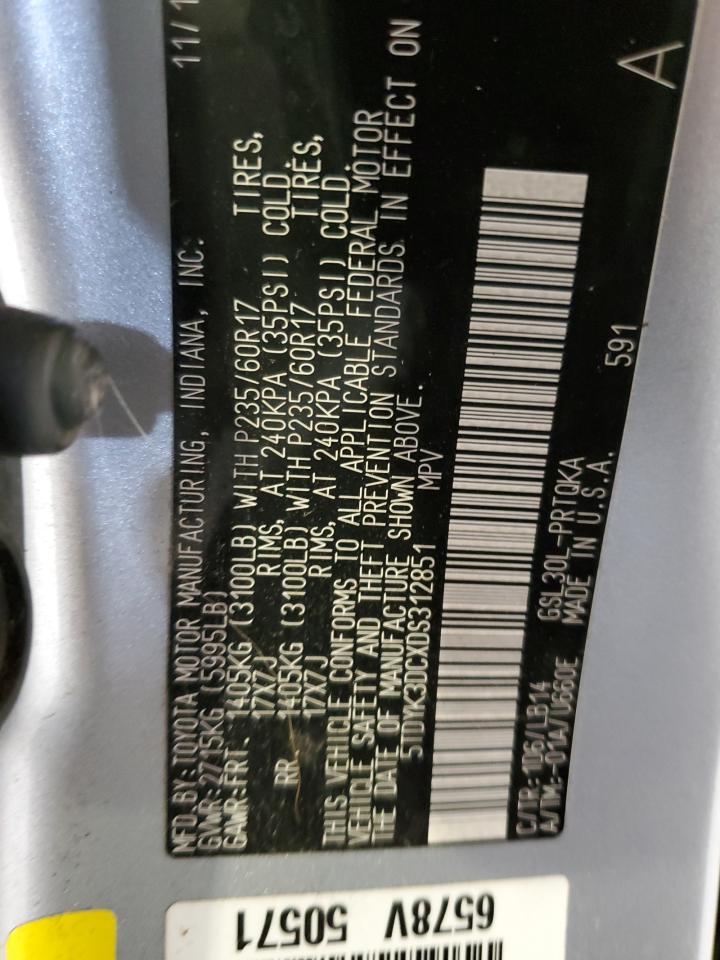 MFD.BY:TOYOTA MOTOR MANUFACTURING, INDIANA, INC. 11/1
GVWR:2715KG (5995LB)
GAWR:FRT. 1405KG (3100LB) WITH P235/60R17 TIRES,
17X7J RIMS, AT 240KPA (35PSI) COLD.
RR 1405KG (3100LB) WITH P235/60R17 TIRES,
17X7J RIMS, AT 240KPA (35PSI) COLD.
THIS VEHICLE CONFORMS TO ALL APPLICABLE FEDERAL MOTOR
VEHICLE SAFETY AND THEFT PREVENTION STANDARDS IN EFFECT ON
THE DATE OF MANUFACTURE SHOWN ABOVE.
5TDYK3DCXDS312851 MPV
C/TR:1D6/LB14 GSL30L-PRTQKA 591 A
A/TM:-01A/U660E MADE IN U.S.A.
6578V
50571